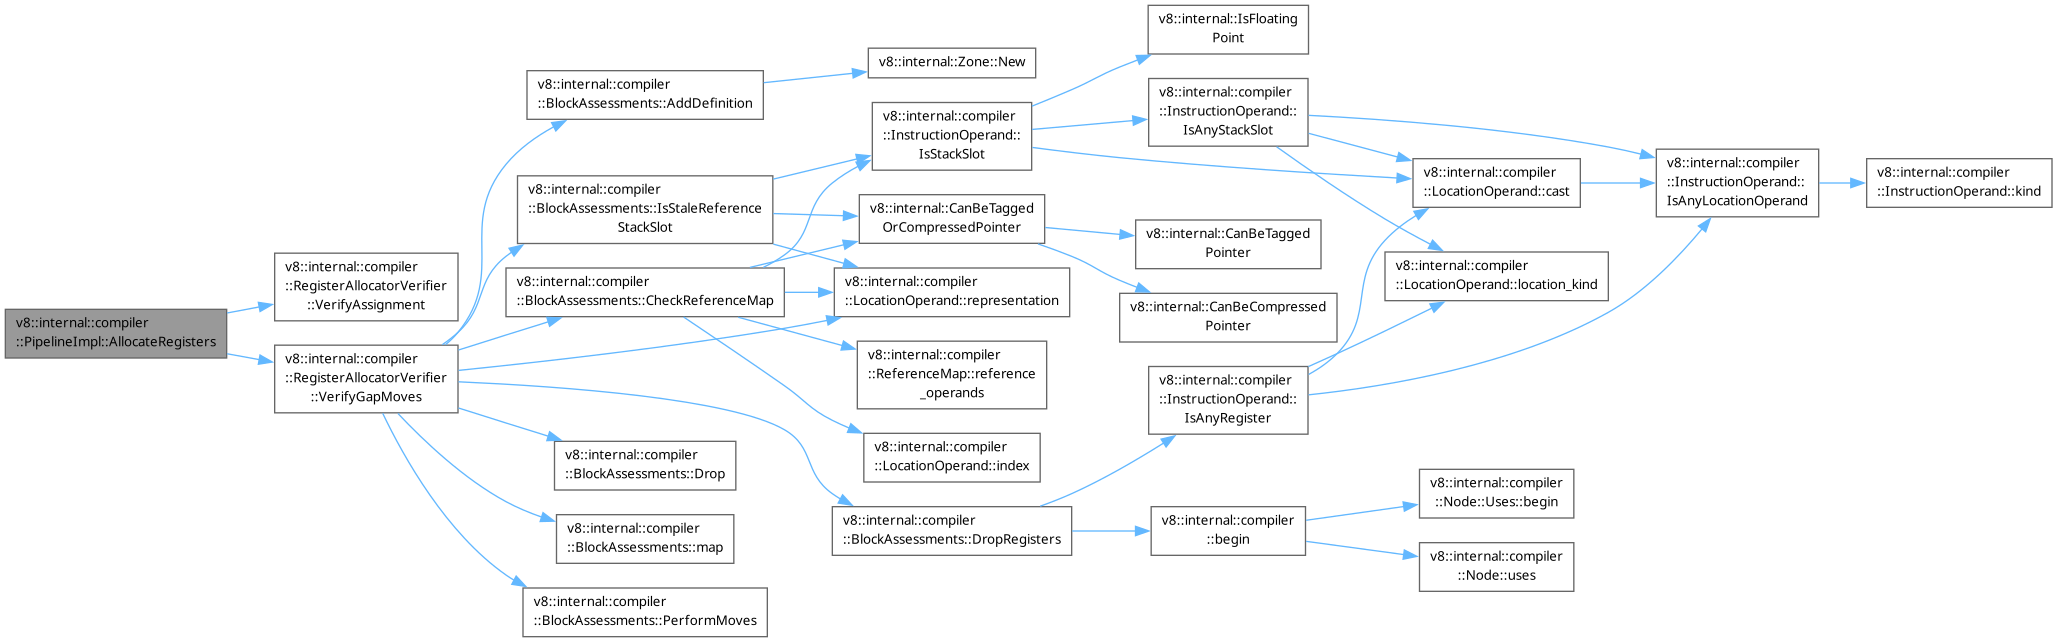 v8::internal::compiler
::PipelineImpl::AllocateRegisters
v8::internal::compiler
::RegisterAllocatorVerifier
::VerifyAssignment
v8::internal::compiler
::RegisterAllocatorVerifier
::VerifyGapMoves
v8::internal::compiler
::BlockAssessments::AddDefinition
v8::internal::Zone::New
v8::internal::compiler
::BlockAssessments::IsStaleReference
StackSlot
v8::internal::compiler
::InstructionOperand::
IsStackSlot
v8::internal::IsFloating
Point
v8::internal::compiler
::InstructionOperand::
IsAnyStackSlot
v8::internal::compiler
::LocationOperand::cast
v8::internal::compiler
::InstructionOperand::
IsAnyLocationOperand
v8::internal::compiler
::InstructionOperand::kind
v8::internal::compiler
::LocationOperand::location_kind
v8::internal::CanBeTagged
OrCompressedPointer
v8::internal::CanBeTagged
Pointer
v8::internal::CanBeCompressed
Pointer
v8::internal::compiler
::LocationOperand::representation
v8::internal::compiler
::BlockAssessments::CheckReferenceMap
v8::internal::compiler
::ReferenceMap::reference
_operands
v8::internal::compiler
::LocationOperand::index
v8::internal::compiler
::BlockAssessments::Drop
v8::internal::compiler
::BlockAssessments::DropRegisters
v8::internal::compiler
::InstructionOperand::
IsAnyRegister
v8::internal::compiler
::begin
v8::internal::compiler
::Node::Uses::begin
v8::internal::compiler
::Node::uses
v8::internal::compiler
::BlockAssessments::map
v8::internal::compiler
::BlockAssessments::PerformMoves